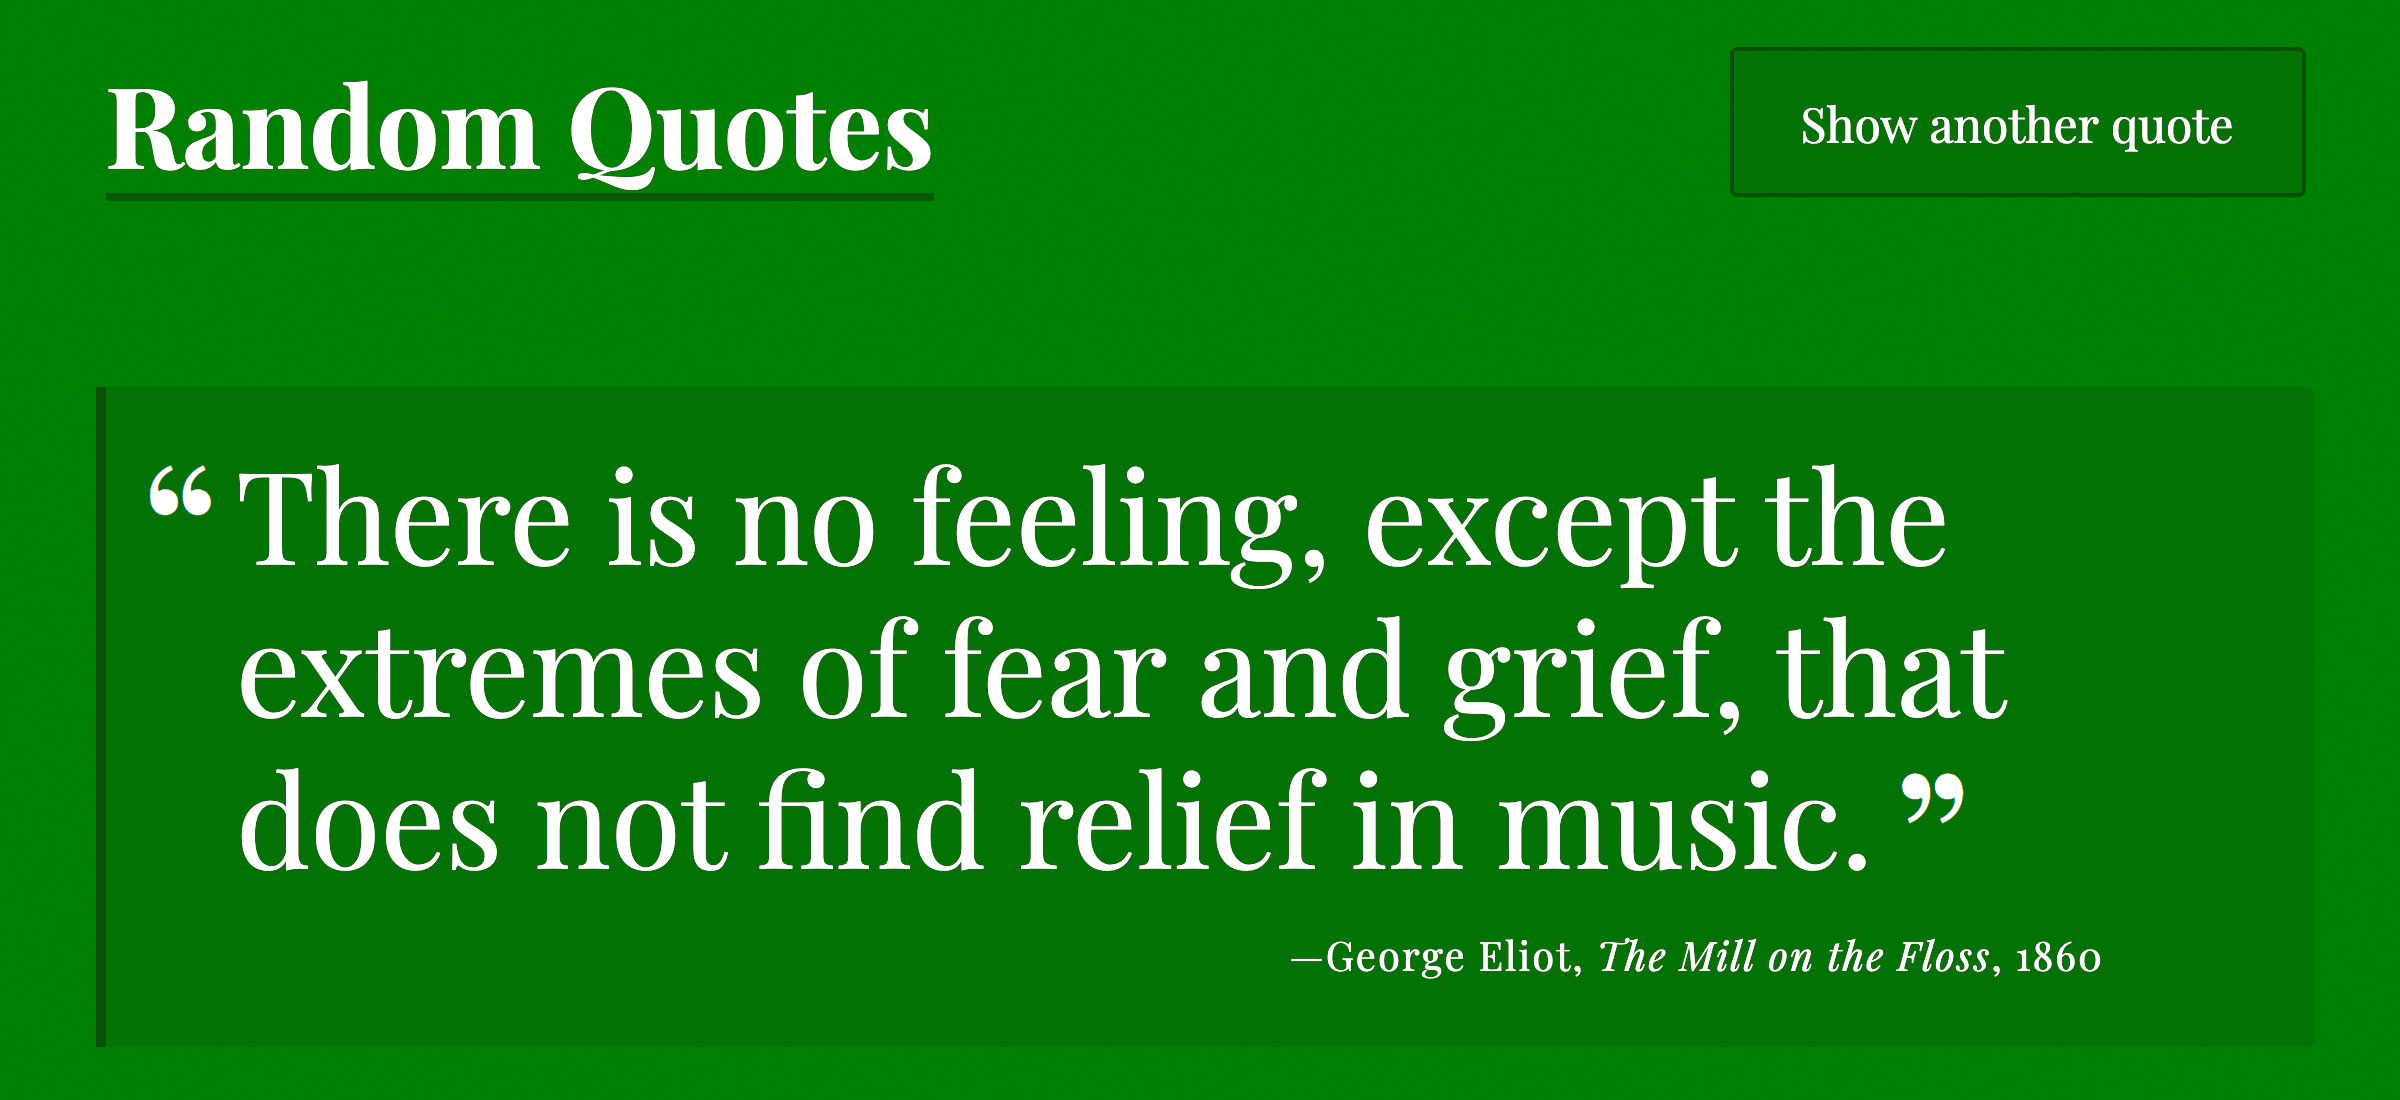 Random Quotes
Show another quote
“There is no feeling, except the
extremes of fear and grief, that
does not find relief in music.”
—George Eliot, The Mill on the Floss, 1860